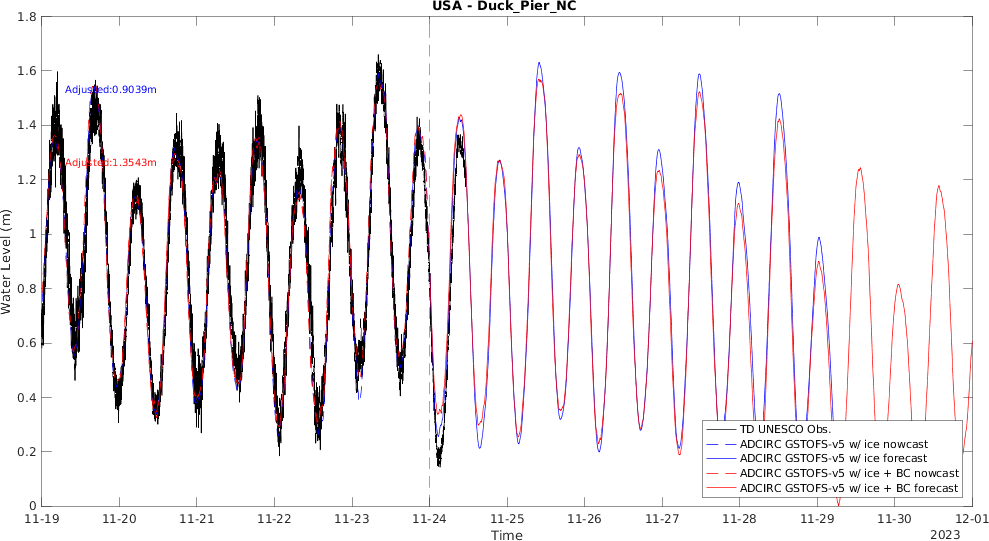 USA - Duck_Pier_NC
1.8
1.6
1.4
1.2
1
0.8
0.6
0.4
0.2
0
Water Level (m)
Adjusted:0.9039m
Adjusted:1.3543m
TD UNESCO Obs.
ADCIRC GSTOFS-v5 w/ ice nowcast
ADCIRC GSTOFS-v5 w/ ice forecast
ADCIRC GSTOFS-v5 w/ ice + BC nowcast
ADCIRC GSTOFS-v5 w/ ice + BC forecast
11-19 11-20 11-21 11-22 11-23 11-24 11-25 11-26 11-27 11-28 11-29 11-30 12-01
Time
2023